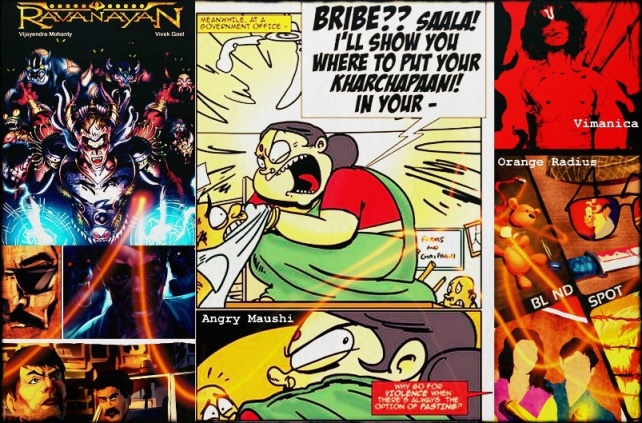 RAVANAYAN
Vijayendra Mohanty
Vivek Goel
MEANWHILE, AT A
GOVERNMENT OFFICE -
BRIBE?? SAALA!
I'LL SHOW YOU
WHERE TO PUT YOUR
KHARCHAPAANI!
IN YOUR -
FORMS
AND
CHAIPAANI
Angry Maushi
WHY GO FOR
VIOLENCE WHEN
THERE'S ALWAYS THE
OPTION OF FASTING?
Vimanica
Orange Radius
BL ND SPOT